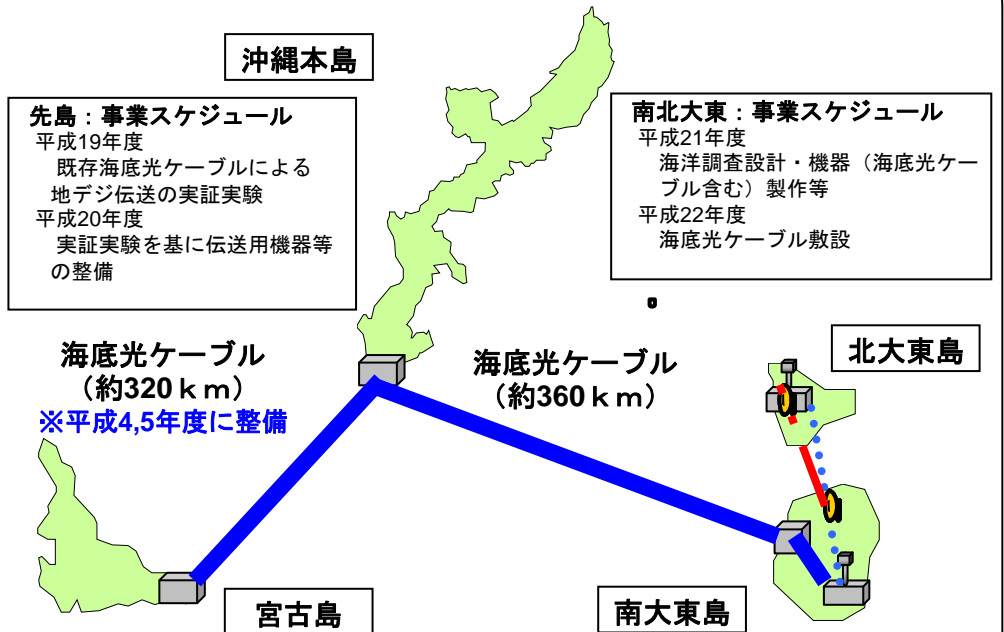 沖縄本島
先島：事業スケジュール
平成19年度
既存海底光ケーブルによる
地デジ伝送の実証実験
平成20年度
実証実験を基に伝送用機器等
の整備
南北大東：事業スケジュール
平成21年度
海洋調査設計・機器（海底光ケー
ブル含む）製作等
平成22年度
海底光ケーブル敷設
海底光ケーブル
（約320ｋｍ）
※平成4,5年度に整備
海底光ケーブル
（約360ｋｍ）
北大東島
宮古島
南大東島